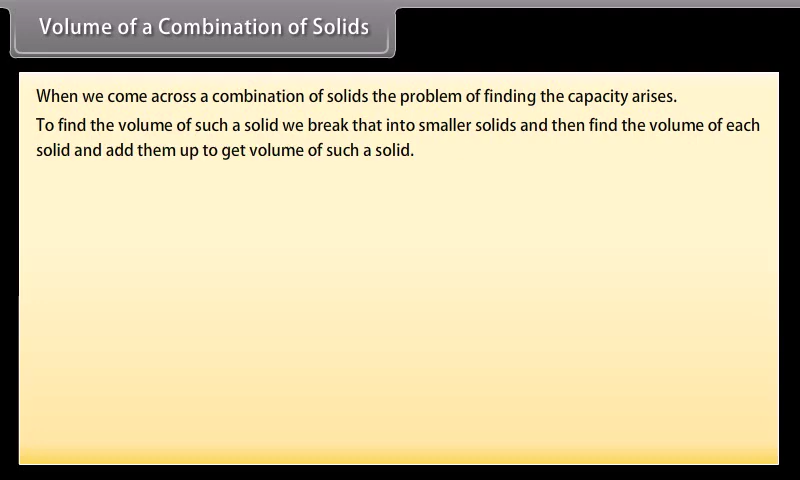 Volume of a Combination of Solids
When we come across a combination of solids the problem of finding the capacity arises.
To find the volume of such a solid we break that into smaller solids and then find the volume of each
solid and add them up to get volume of such a solid.